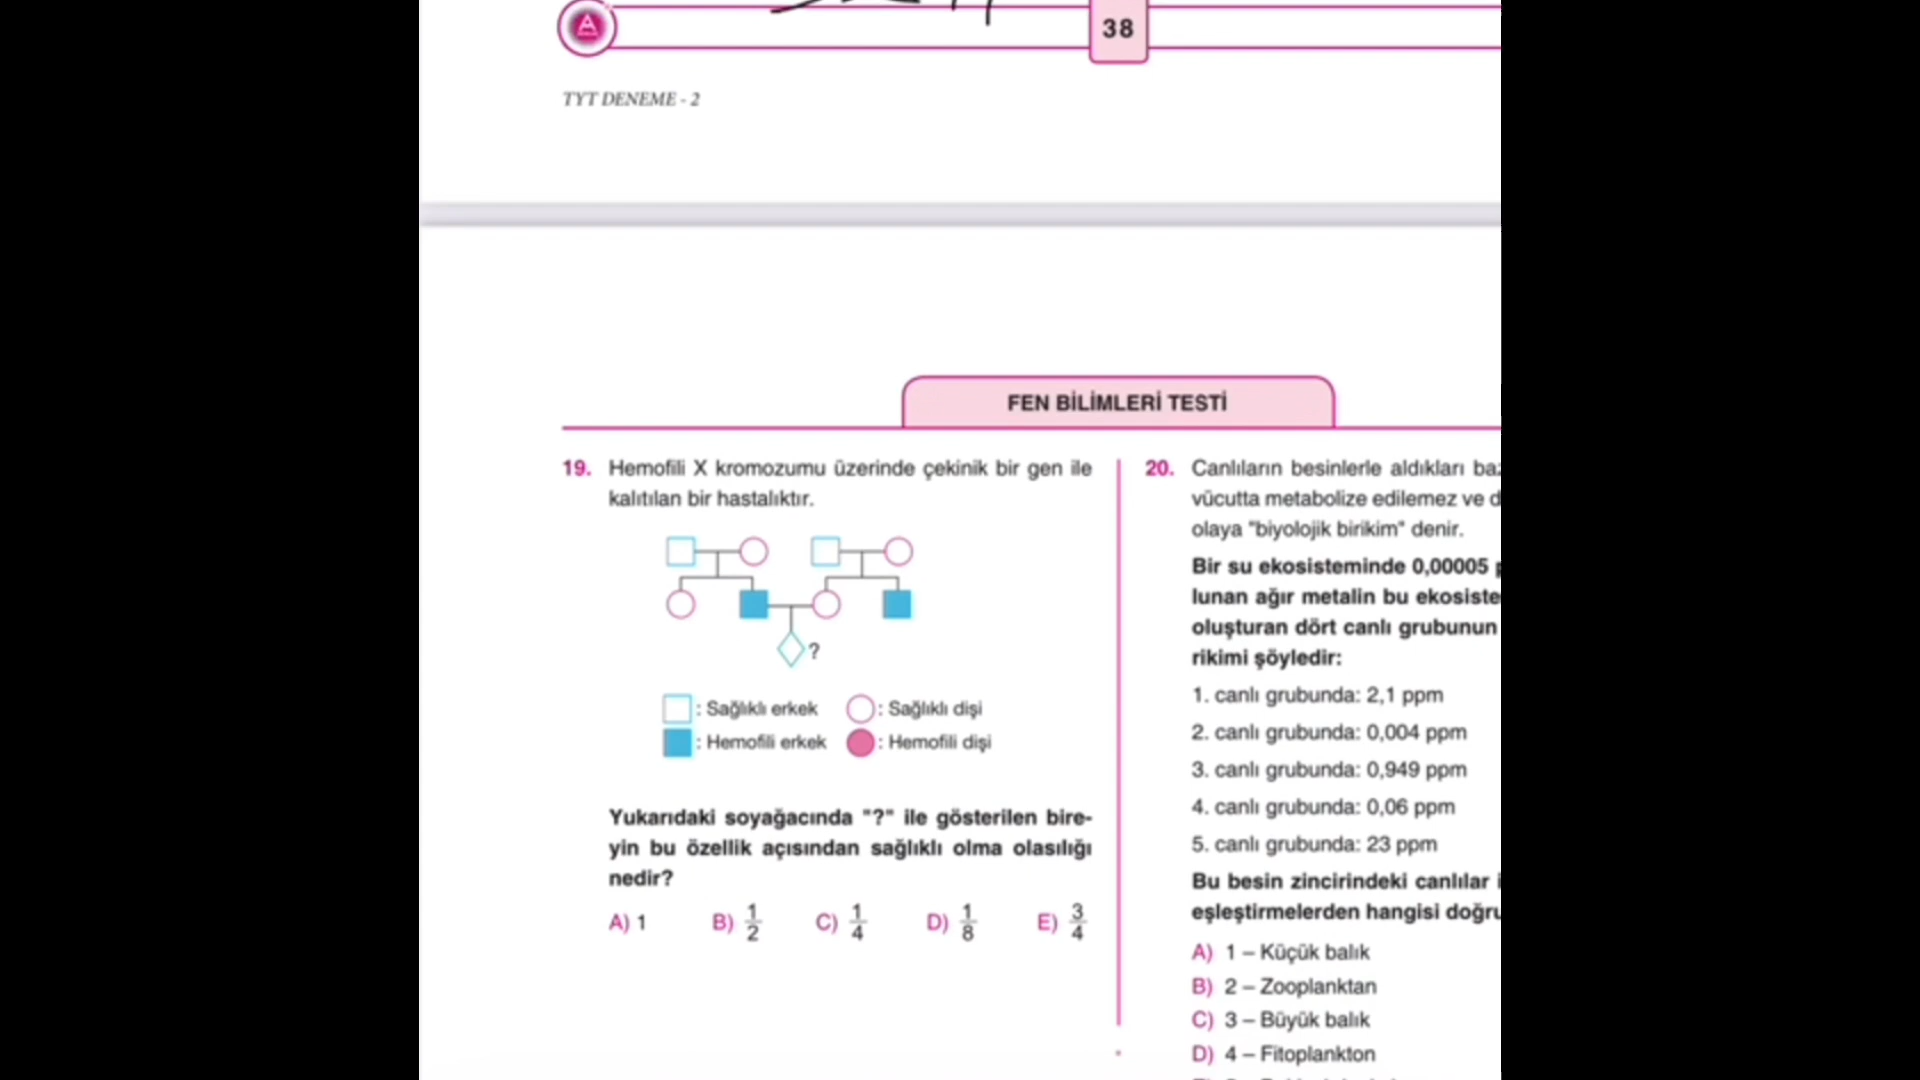 A
38
TYT DENEME - 2
FEN BİLİMLERİ TESTİ
19. Hemofili X kromozumu üzerinde çekinik bir gen ile
kalıtılan bir hastalıktır.
?
: Sağlıklı erkek : Sağlıklı dişi
: Hemofili erkek : Hemofili dişi
Yukarıdaki soyağacında "?" ile gösterilen bire-
yin bu özellik açısından sağlıklı olma olasılığı
nedir?
A) 1 B) 1/2 C) 1/4 D) 1/8 E) 3/4
20. Canlıların besinlerle aldıkları
vücutta metabolize edilemez ve
olaya "biyolojik birikim" denir.
Bir su ekosisteminde 0,00005
lunan ağır metalin bu ekosiste
oluşturan dört canlı grubunun
rikimi şöyledir:
1. canlı grubunda: 2,1 ppm
2. canlı grubunda: 0,004 ppm
3. canlı grubunda: 0,949 ppm
4. canlı grubunda: 0,06 ppm
5. canlı grubunda: 23 ppm
Bu besin zincirindeki canlılar
eşleştirmelerden hangisi doğru
A) 1 – Küçük balık
B) 2 – Zooplanktan
C) 3 – Büyük balık
D) 4 – Fitoplankton